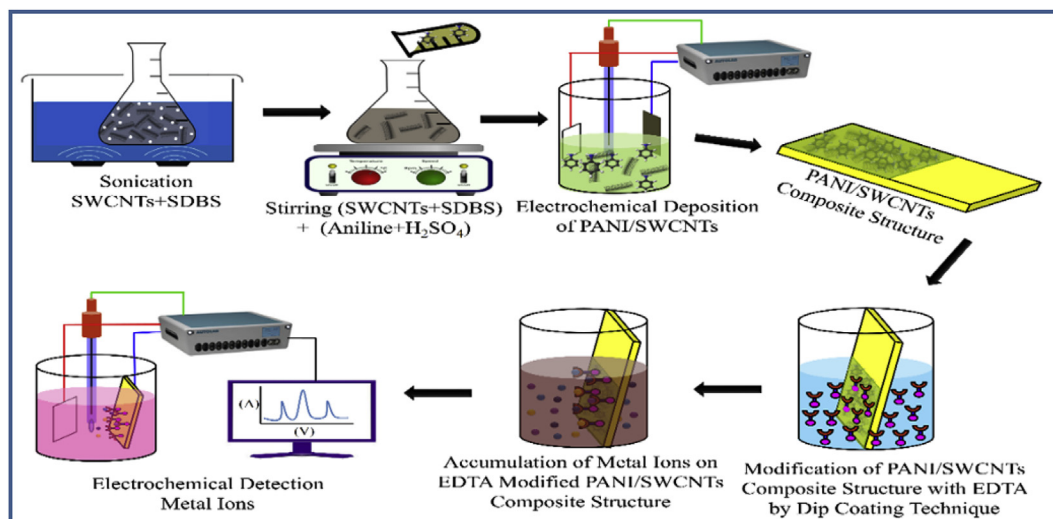 Sonication
SWCNTs+SDBS
Temperature
Speed
Stirring (SWCNTs+SDBS)
+ (Aniline+H₂SO₄)
Electrochemical Deposition
of PANI/SWCNTs
PANI/SWCNTs
Composite Structure
(A)
(V)
Electrochemical Detection
Metal Ions
Accumulation of Metal Ions on
EDTA Modified PANI/SWCNTs
Composite Structure
Modification of PANI/SWCNTs
Composite Structure with EDTA
by Dip Coating Technique